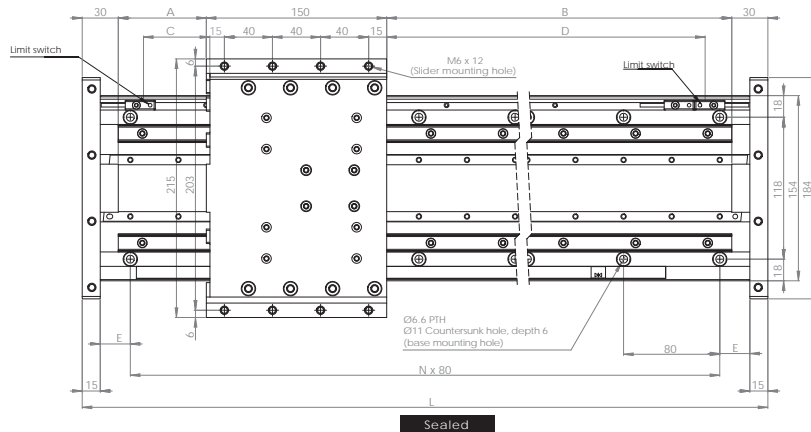 30
A
150
B
30
C
15
40
40
40
15
D
Limit switch
6
M6 x 12
(Slider mounting hole)
Limit switch
18
215
203
118
154
184
18
Ø6.6 PTH
Ø11 Countersunk hole, depth 6
(base mounting hole)
6
E
80
E
15
N x 80
15
L
Sealed